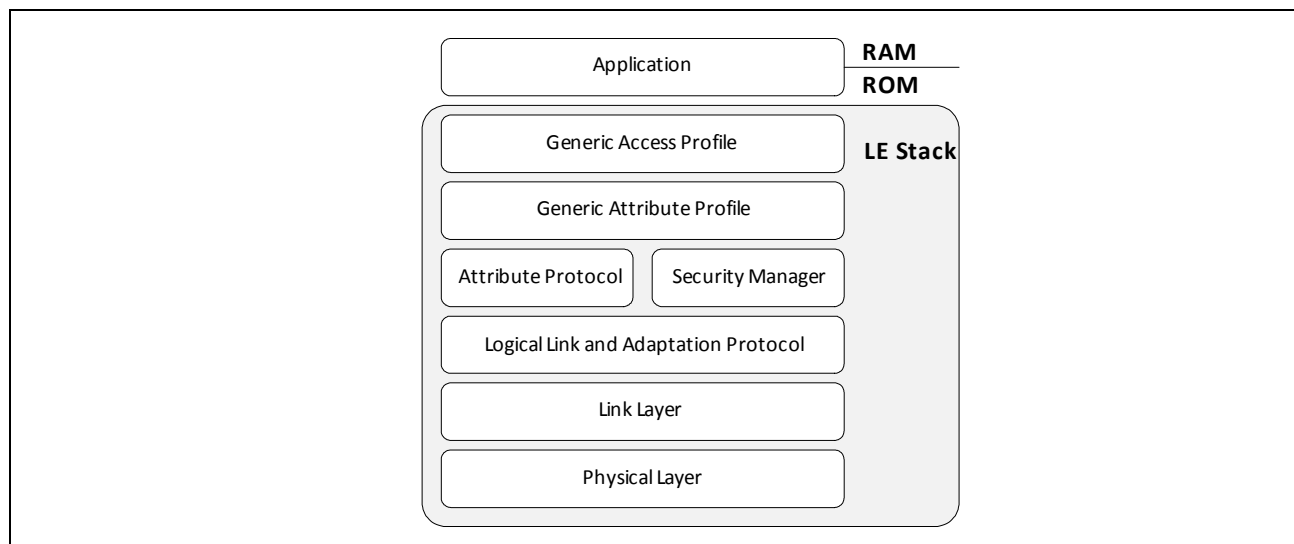 Application
RAM
ROM
Generic Access Profile
LE Stack
Generic Attribute Profile
Attribute Protocol
Security Manager
Logical Link and Adaptation Protocol
Link Layer
Physical Layer